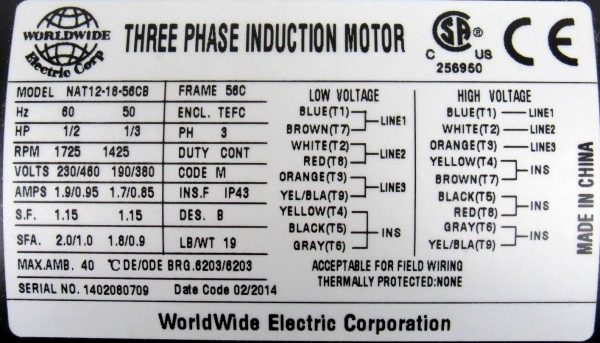 WORLDWIDE
Electric Corp
THREE PHASE INDUCTION MOTOR
SA
C US
256950
CE
MODEL NAT12-18-56CB FRAME 56C
Hz 60 50 ENCL. TEFC
HP 1/2 1/3 PH 3
RPM 1725 1425 DUTY CONT
VOLTS 230/460 190/380 CODE M
AMPS 1.9/0.95 1.7/0.85 INS.F IP43
S.F. 1.15 1.15 DES. B
SFA. 2.0/1.0 1.8/0.9 LB/WT 19
MAX.AMB. 40 °C DE/ODE BRG.6203/6203
SERIAL NO. 1402080709 Date Code 02/2014
LOW VOLTAGE
BLUE(T1)
BROWN(T7)
LINE1
WHITE(T2)
RED(T8)
LINE2
ORANGE(T3)
YEL/BLA(T9)
LINE3
YELLOW(T4)
BLACK(T5)
GRAY(T6)
INS
HIGH VOLTAGE
BLUE(T1) LINE1
WHITE(T2) LINE2
ORANGE(T3) LINE3
YELLOW(T4)
BROWN(T7)
INS
BLACK(T5)
RED(T8)
INS
GRAY(T6)
YEL/BLA(T9)
INS
ACCEPTABLE FOR FIELD WIRING
THERMALLY PROTECTED:NONE
MADE IN CHINA
WorldWide Electric Corporation